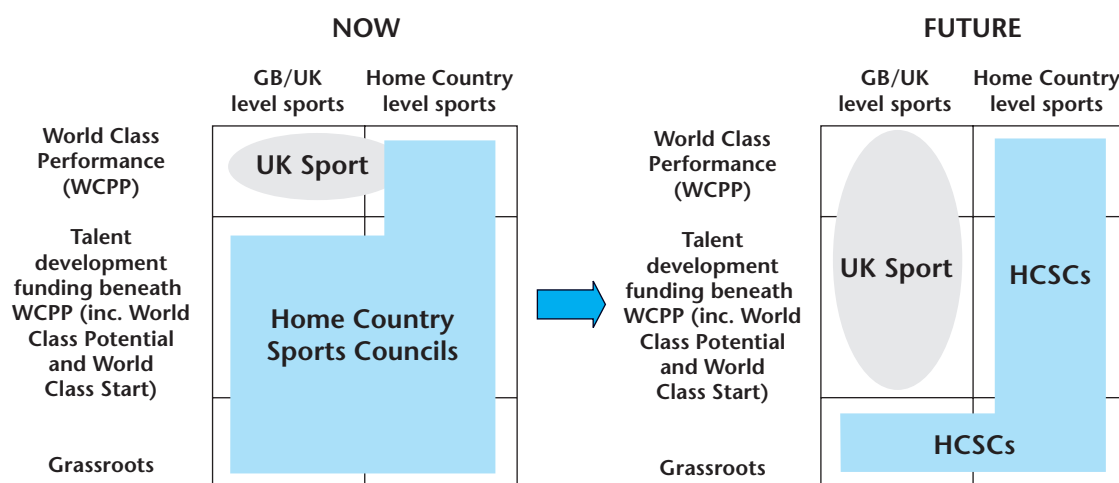 NOW
GB/UK
level sports
Home Country
level sports
World Class
Performance
(WCPP)
UK Sport
Talent
development
funding beneath
WCPP (inc. World
Class Potential
and World
Class Start)
Home Country
Sports Councils
Grassroots
FUTURE
GB/UK
level sports
Home Country
level sports
World Class
Performance
(WCPP)
Talent
development
funding beneath
WCPP (inc. World
Class Potential
and World
Class Start)
UK Sport
HCSCs
HCSCs
Grassroots